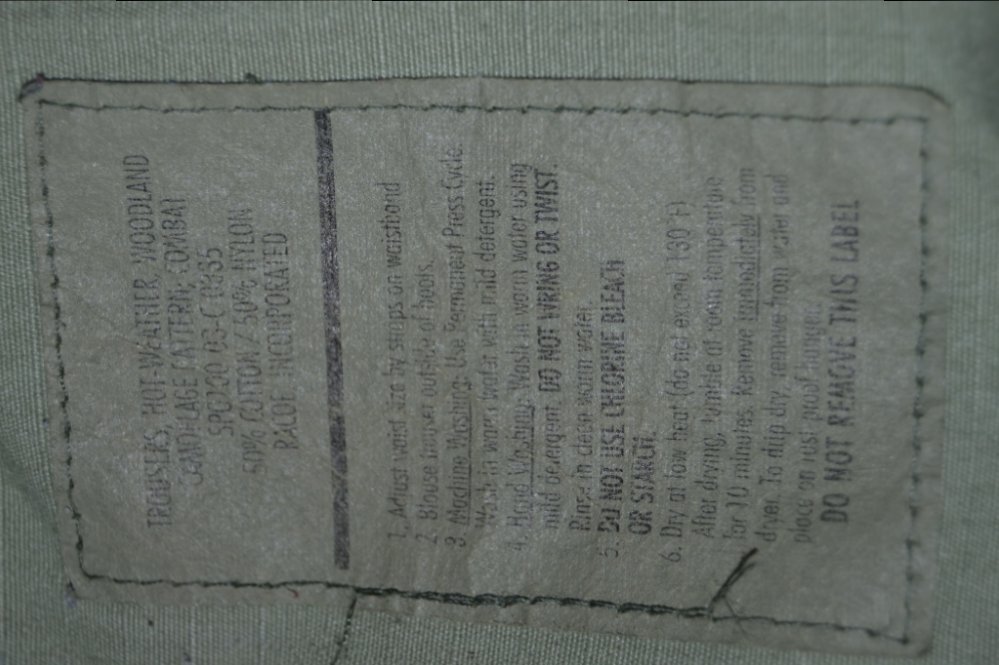 TROUSERS, HOT-WEATHER, WOODLAND
CAMOFLAGE PATTERN; COMBAT
SPO200-03-C
50% COTTON / 50% NYLON
INCORPORATED
1. Adjust waist size by straps on waistband
2. Blouse trouser outside of boots.
3. Machine Washing: Use Permanent Press Cycle.
Wash in warm water with mild detergent.
4. Hand Washing: Wash in warm water using
mild detergent. DO NOT WRING OR TWIST.
Rinse in clean warm water.
5. DO NOT USE CHLORINE BLEACH
OR STARCH.
6. Dry at low heat (do not exceed 130°F)
After drying, tumble at room temperature
for 10 minutes. Remove immediately from
dryer. To drip dry remove from water and
place on rust proof hanger.
DO NOT REMOVE THIS LABEL